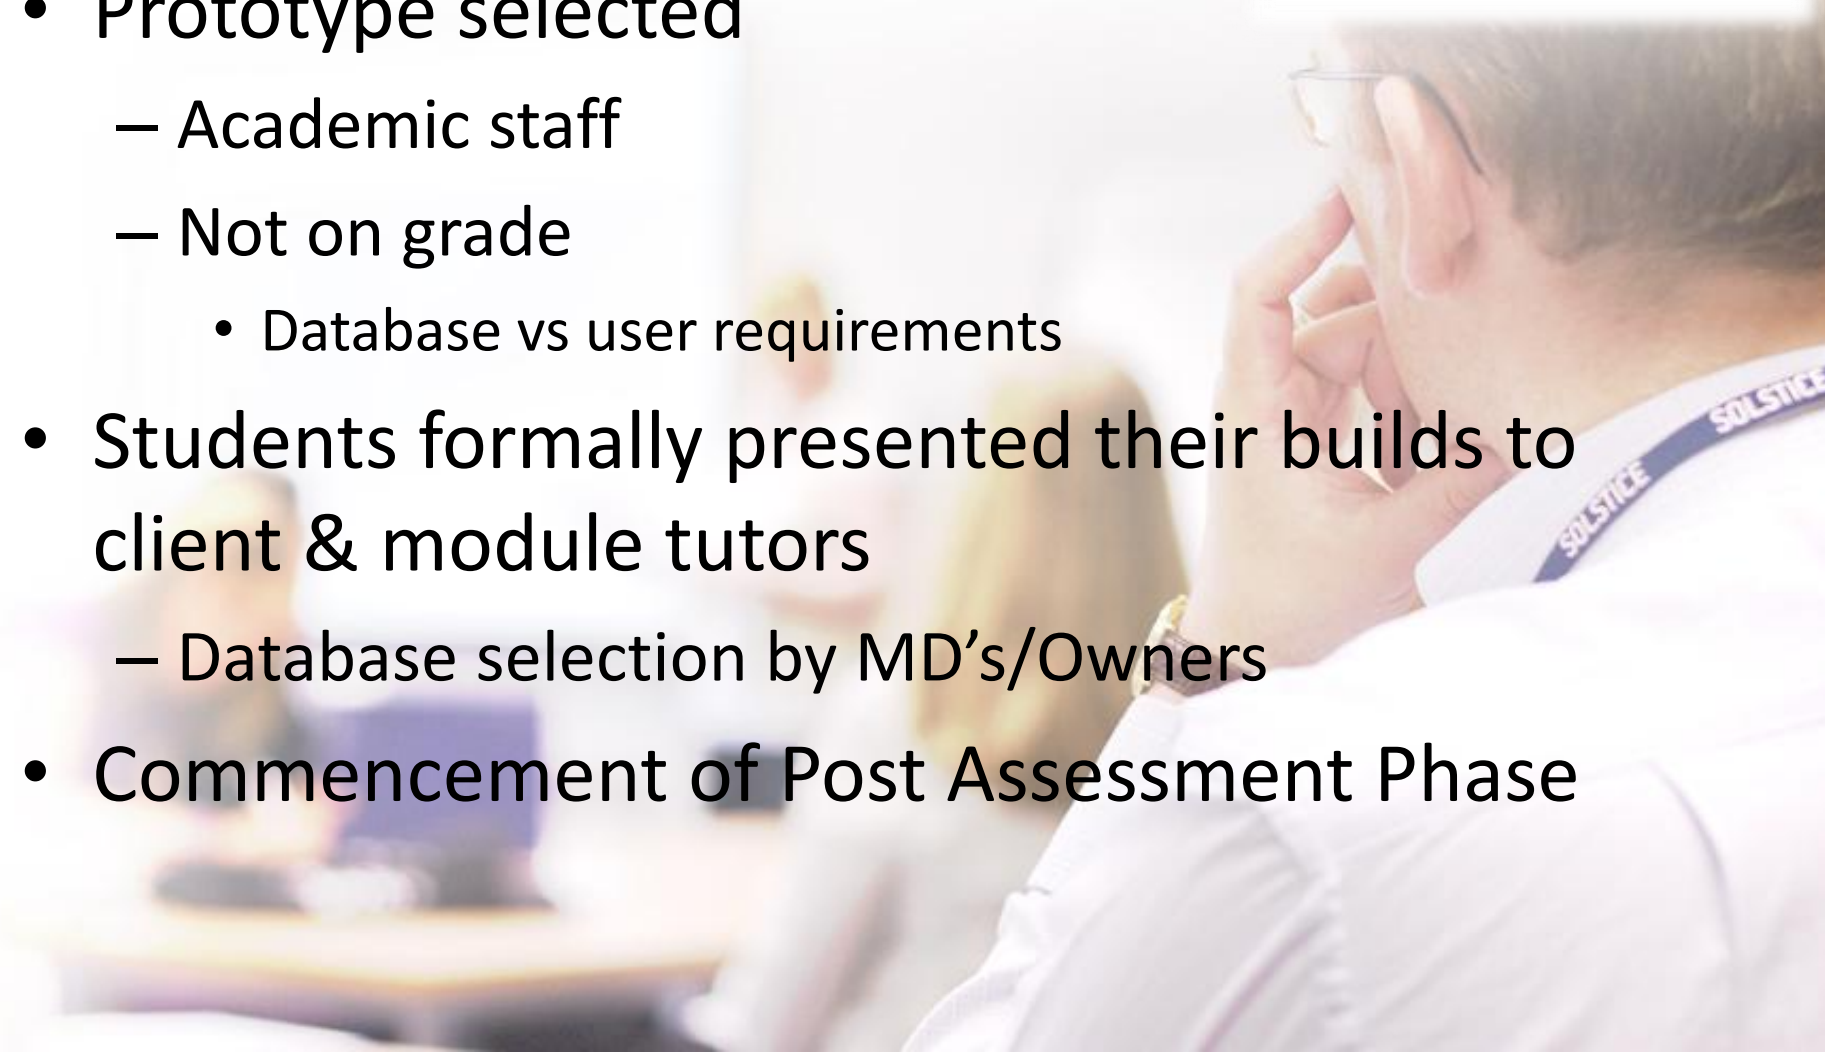 • Prototype selected
– Academic staff
– Not on grade
• Database vs user requirements
• Students formally presented their builds to
client & module tutors
– Database selection by MD’s/Owners
• Commencement of Post Assessment Phase
SOLSTICE
SOLSTICE